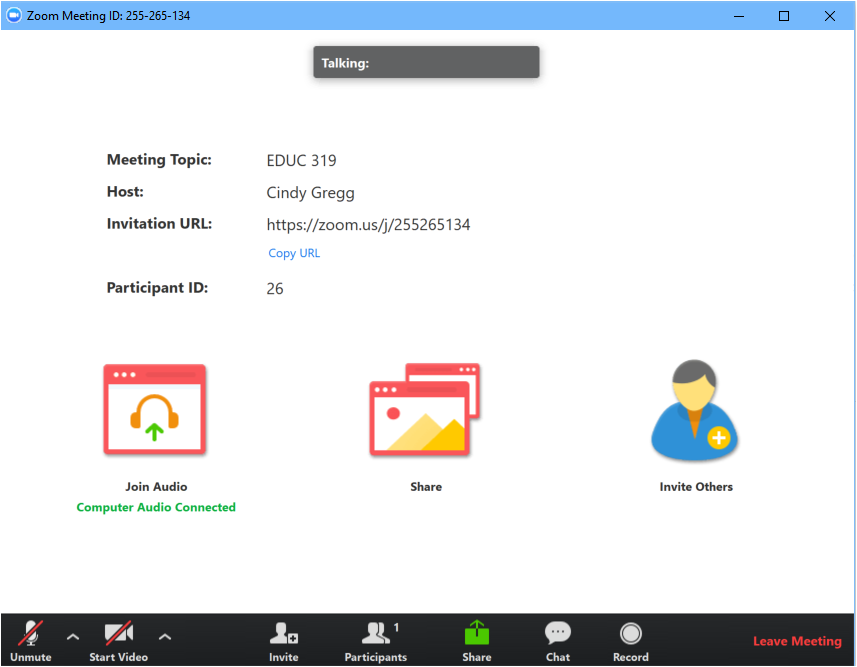 Zoom Meeting ID: 255-265-134
Talking:
Meeting Topic: EDUC 319
Host: Cindy Gregg
Invitation URL: https://zoom.us/j/255265134
Copy URL
Participant ID: 26
Join Audio Share Invite Others
Computer Audio Connected
1
Unmute Start Video Invite Participants Share Chat Record Leave Meeting